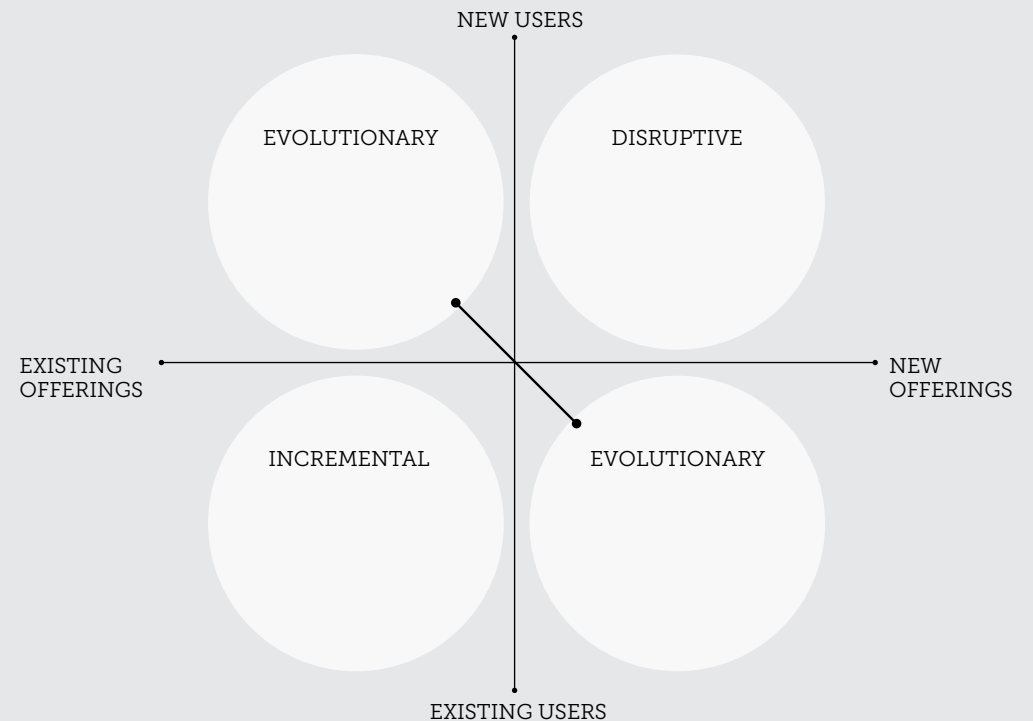 NEW USERS
EVOLUTIONARY
DISRUPTIVE
EXISTING
OFFERINGS
NEW
OFFERINGS
INCREMENTAL
EVOLUTIONARY
EXISTING USERS